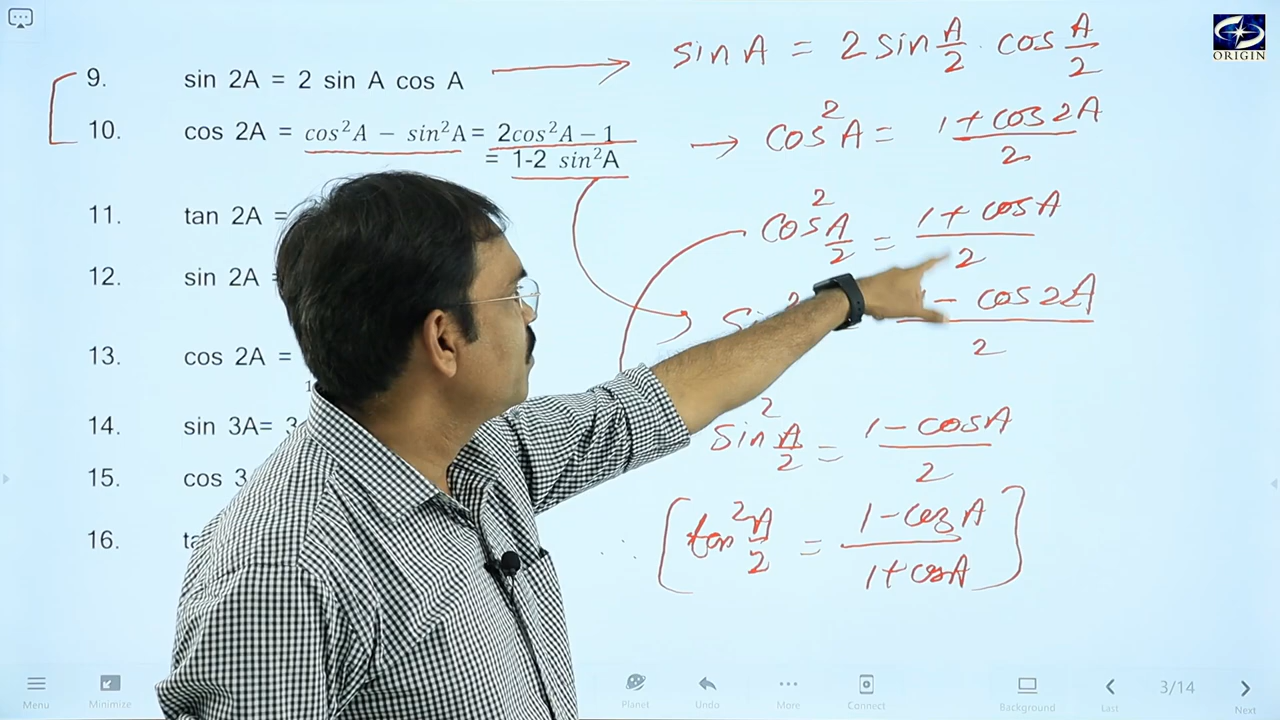 ORIGIN
9. sin 2A = 2 sin A cos A
sin A = 2 sin A/2 . cos A/2
10. cos 2A = cos²A − sin²A = 2cos²A − 1
= 1-2 sin²A
cos²A = 1 + cos 2A / 2
11. tan 2A =
cos² A/2 = 1 + cos A / 2
12. sin 2A
− cos 2A / 2
13. cos 2A =
14. sin 3A= 3
sin² A/2 = 1 − cos A / 2
15. cos 3
16.
∴ [ tan² A/2 = 1 − cos A / 1 + cos A ]
Menu
Minimize
Planet
Undo
More
Connect
Background
Last
3/14
Next